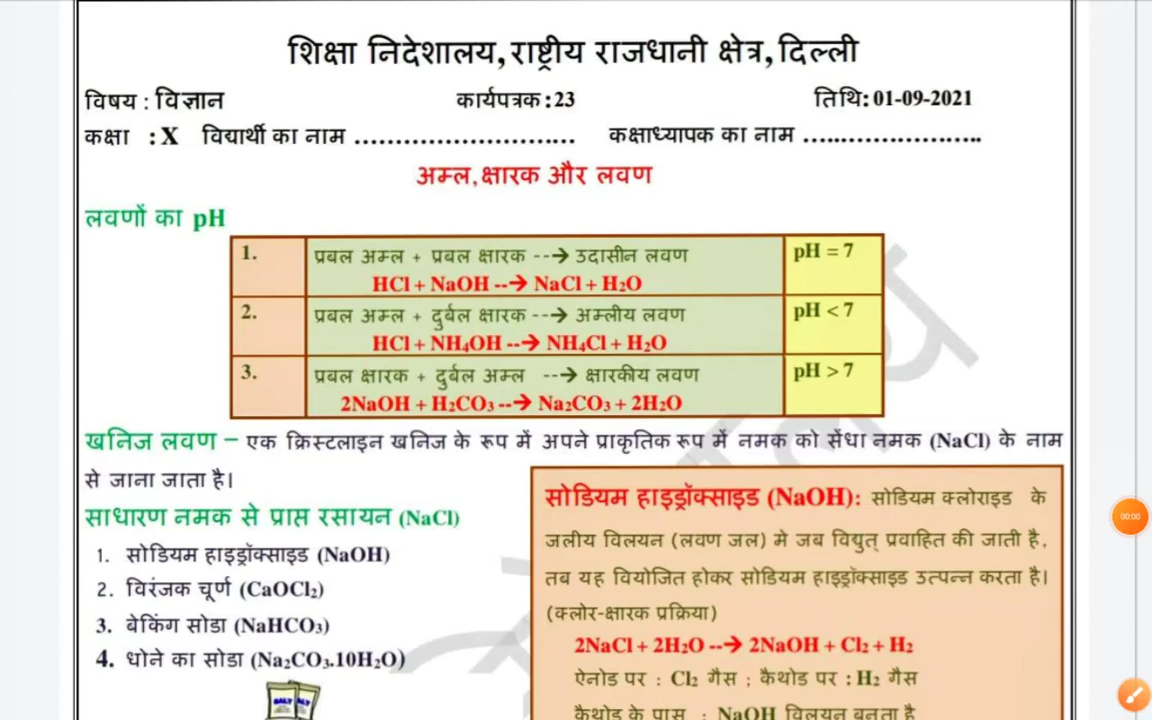 शिक्षा निदेशालय,राष्ट्रीय राजधानी क्षेत्र,दिल्ली
विषय : विज्ञान कार्यपत्रक :23 तिथि: 01-09-2021
कक्षा : X विद्यार्थी का नाम ........................... कक्षाध्यापक का नाम .......................
अम्ल,क्षारक और लवण
लवणों का pH
1. प्रबल अम्ल + प्रबल क्षारक --→ उदासीन लवण pH = 7
HCl + NaOH --→ NaCl + H₂O
2. प्रबल अम्ल + दुर्बल क्षारक --→ अम्लीय लवण pH < 7
HCl + NH₄OH --→ NH₄Cl + H₂O
3. प्रबल क्षारक + दुर्बल अम्ल --→ क्षारकीय लवण pH > 7
2NaOH + H₂CO₃ --→ Na₂CO₃ + 2H₂O
खनिज लवण – एक क्रिस्टलाइन खनिज के रूप में अपने प्राकृतिक रूप में नमक को सेंधा नमक (NaCl) के नाम
से जाना जाता है।
साधारण नमक से प्राप्त रसायन (NaCl)
1. सोडियम हाइड्रॉक्साइड (NaOH)
2. विरंजक चूर्ण (CaOCl₂)
3. बेकिंग सोडा (NaHCO₃)
4. धोने का सोडा (Na₂CO₃.10H₂O)
सोडियम हाइड्रॉक्साइड (NaOH): सोडियम क्लोराइड के
जलीय विलयन (लवण जल) मे जब विद्युत् प्रवाहित की जाती है,
तब यह वियोजित होकर सोडियम हाइड्रॉक्साइड उत्पन्न करता है।
(क्लोर-क्षारक प्रक्रिया)
2NaCl + 2H₂O --→ 2NaOH + Cl₂ + H₂
ऐनोड पर : Cl₂ गैस ; कैथोड पर : H₂ गैस
कैथोड के पास : NaOH विलयन बनता है
00:00